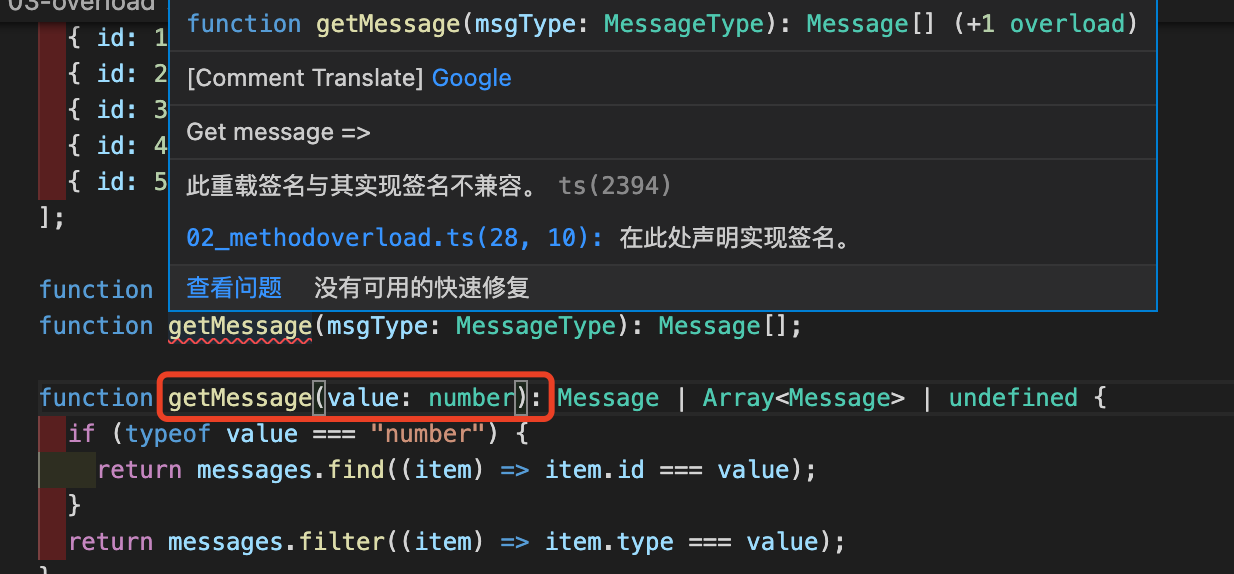 03-overload
function getMessage(msgType: MessageType): Message[] (+1 overload)
{ id: 1
[Comment Translate] Google
{ id: 2
{ id: 3
Get message =>
{ id: 4
{ id: 5
此重载签名与其实现签名不兼容。 ts(2394)
];
02_methodoverload.ts(28, 10): 在此处声明实现签名。
function
查看问题 没有可用的快速修复
function getMessage(msgType: MessageType): Message[];
function getMessage(value: number): Message | Array<Message> | undefined {
if (typeof value === "number") {
return messages.find((item) => item.id === value);
}
return messages.filter((item) => item.type === value);
}